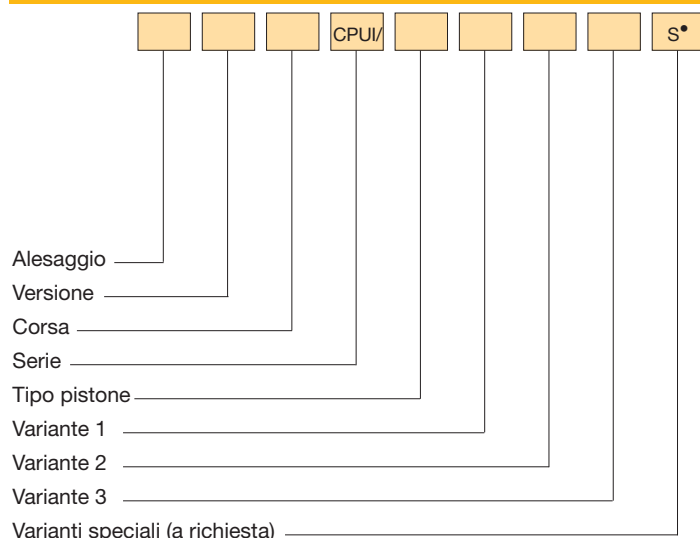 CPUI/ S•
Alesaggio
Versione
Corsa
Serie
Tipo pistone
Variante 1
Variante 2
Variante 3
Varianti speciali (a richiesta)